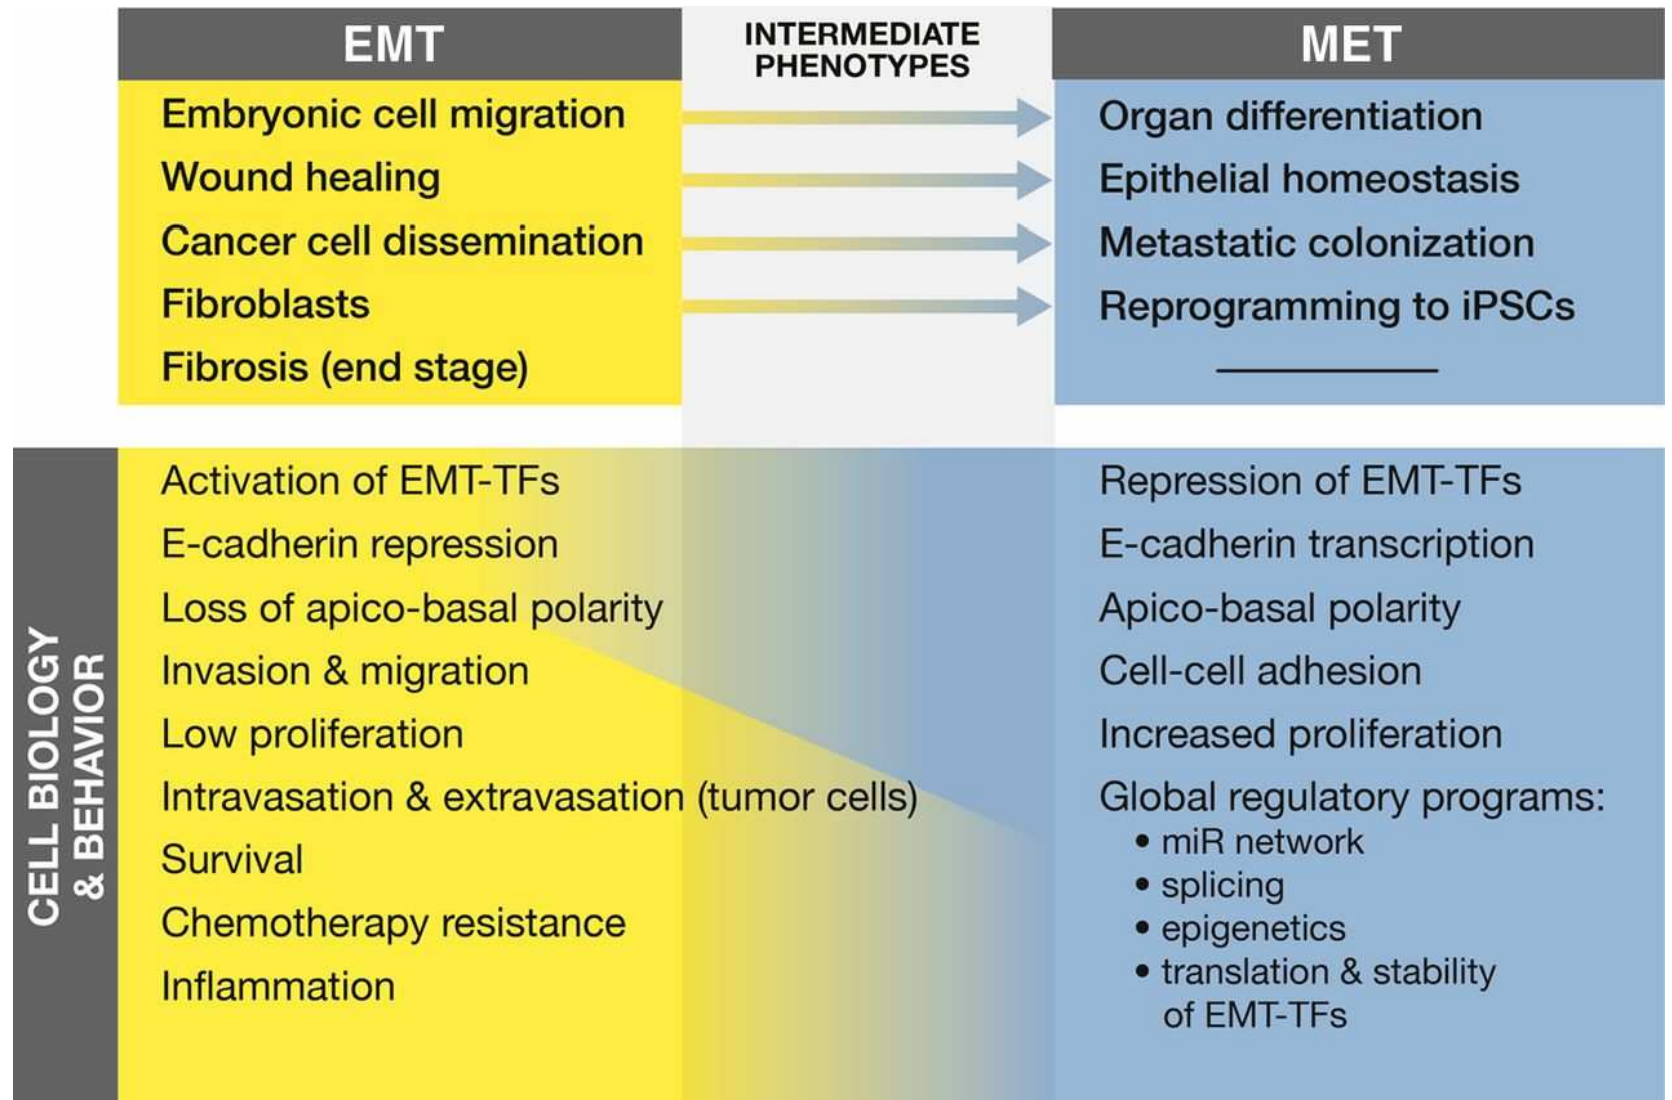 EMT
INTERMEDIATE
PHENOTYPES
MET
Embryonic cell migration
Organ differentiation
Wound healing
Epithelial homeostasis
Cancer cell dissemination
Metastatic colonization
Fibroblasts
Reprogramming to iPSCs
Fibrosis (end stage)
CELL BIOLOGY
& BEHAVIOR
Activation of EMT-TFs
E-cadherin repression
Loss of apico-basal polarity
Invasion & migration
Low proliferation
Intravasation & extravasation (tumor cells)
Survival
Chemotherapy resistance
Inflammation
Repression of EMT-TFs
E-cadherin transcription
Apico-basal polarity
Cell-cell adhesion
Increased proliferation
Global regulatory programs:
• miR network
• splicing
• epigenetics
• translation & stability
of EMT-TFs